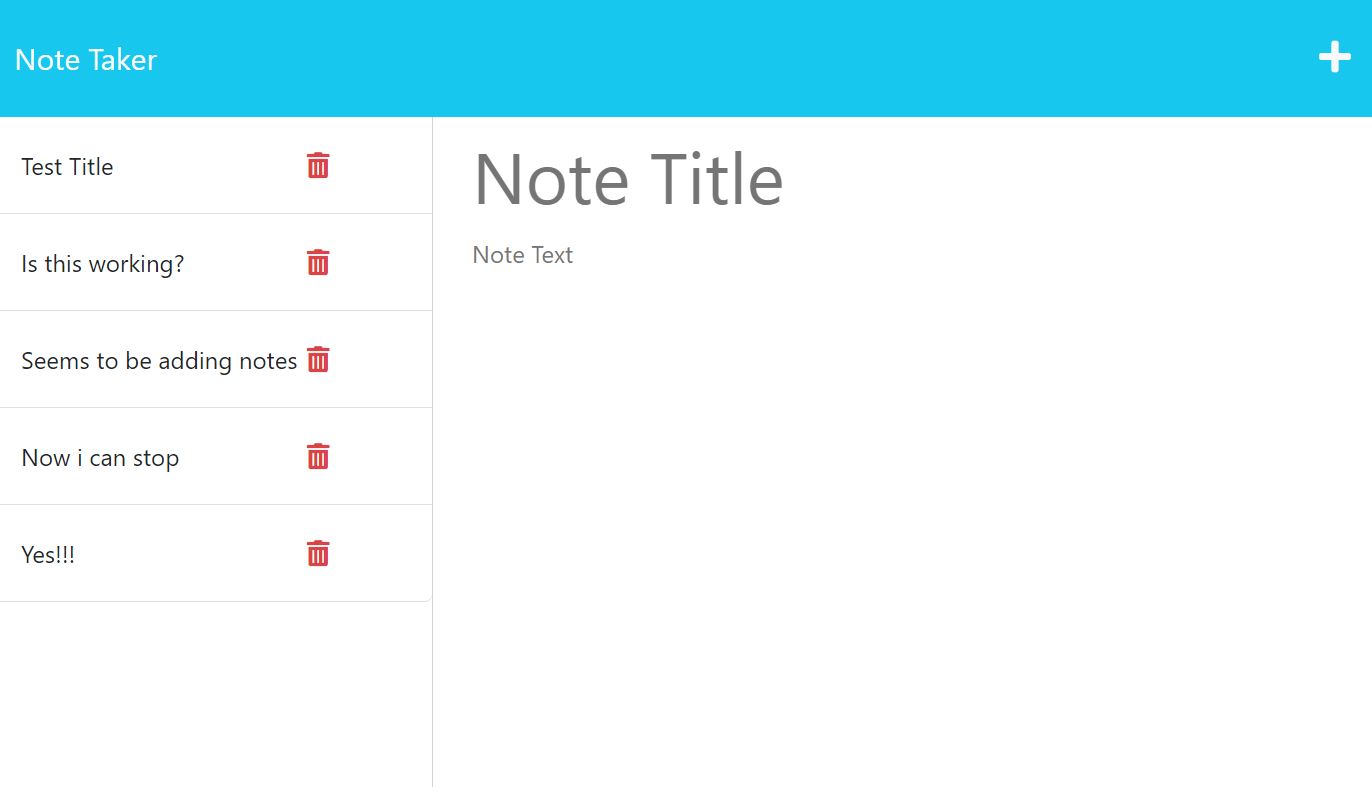 Note Taker
Test Title
Is this working?
Seems to be adding notes
Now i can stop
Yes!!!
Note Title
Note Text